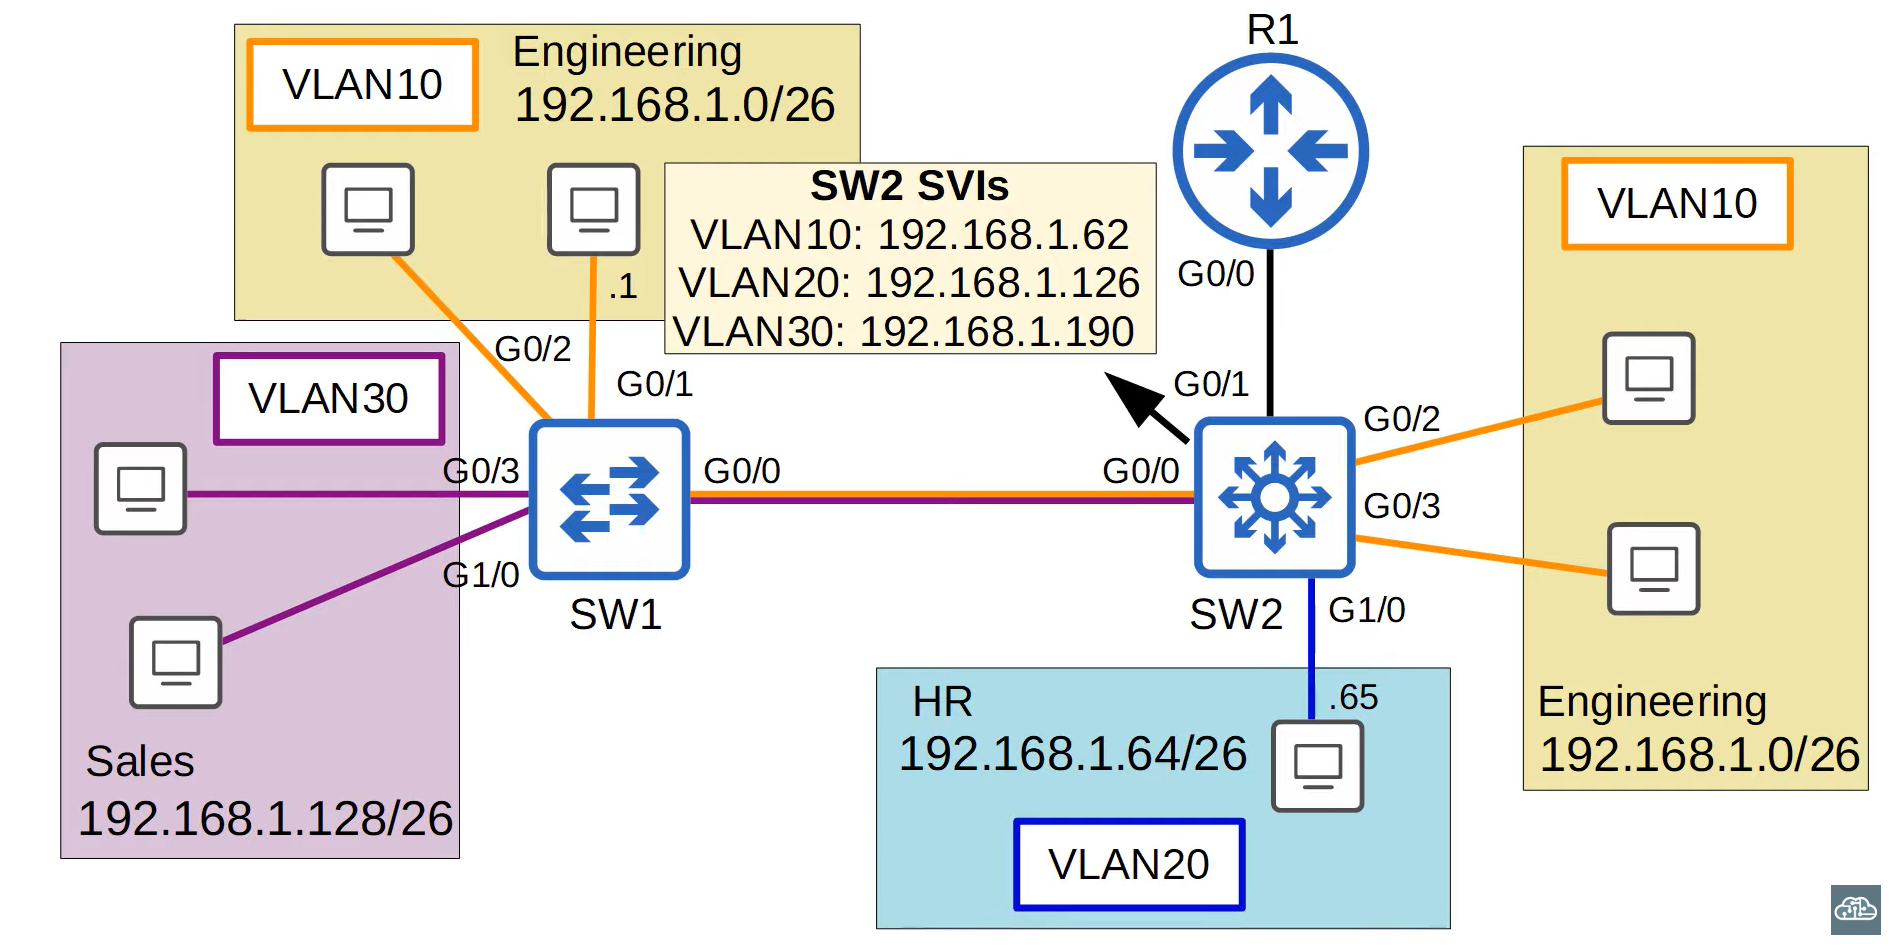 R1
VLAN10
Engineering
192.168.1.0/26
.1
SW2 SVIs
VLAN10: 192.168.1.62
VLAN20: 192.168.1.126
VLAN30: 192.168.1.190
G0/0
VLAN10
G0/2
G0/1
G0/1
VLAN30
G0/3
G0/0
G0/0
G0/2
G0/3
G1/0
SW1
SW2
G1/0
Sales
192.168.1.128/26
HR
.65
192.168.1.64/26
VLAN20
Engineering
192.168.1.0/26